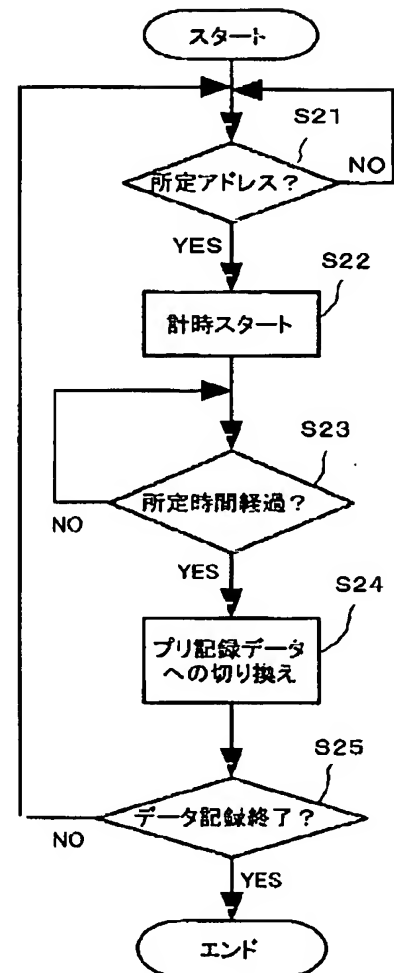 スタート
S21
所定アドレス?
NO
YES
S22
計時スタート
S23
所定時間経過?
NO
YES
S24
プリ記録データ
への切り換え
S25
データ記録終了?
NO
YES
エンド